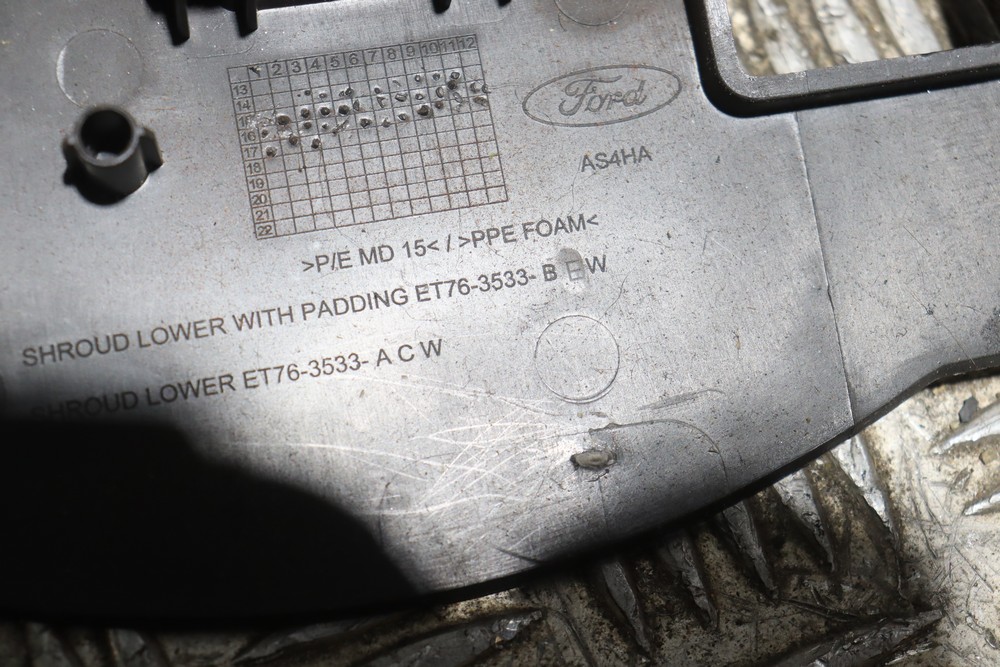 2 3 4 5 6 7 8 9 10 11 12
13
14
15
16
17
18
19
20
21
22
Ford
AS4HA
>P/E MD 15< / >PPE FOAM<
SHROUD LOWER WITH PADDING ET76-3533- B E W
SHROUD LOWER ET76-3533- A C W